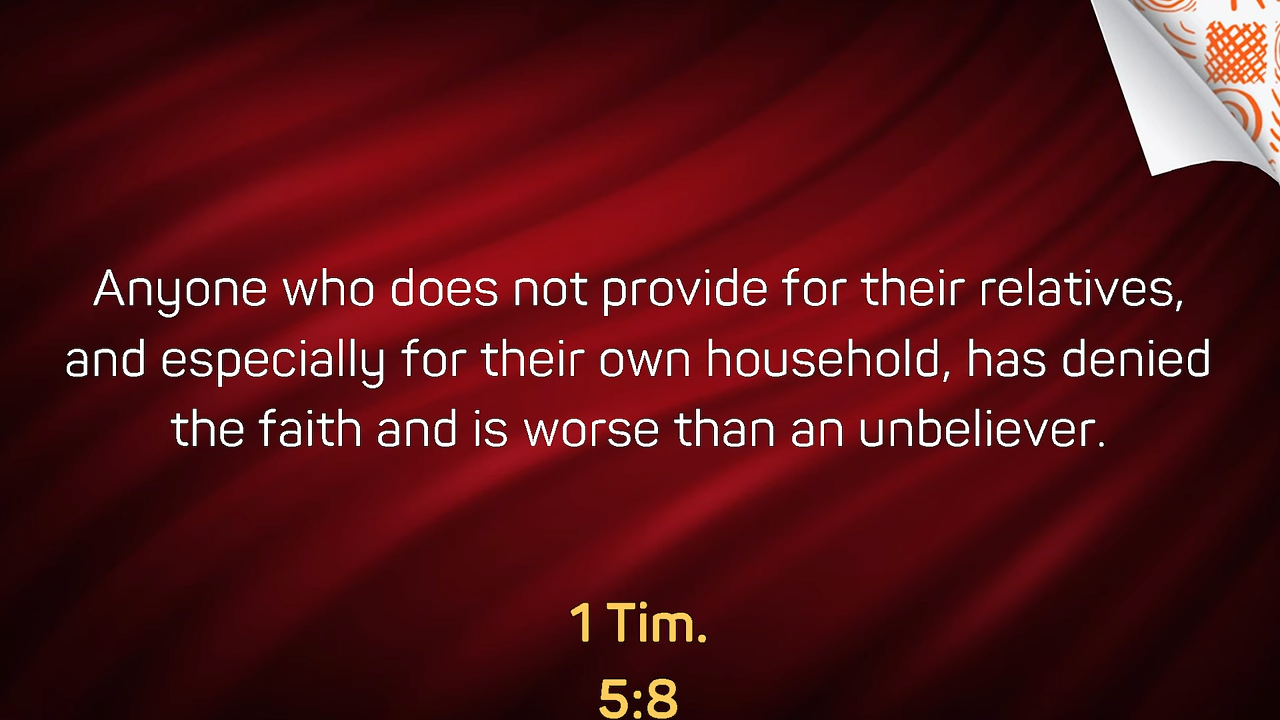 Anyone who does not provide for their relatives,
and especially for their own household, has denied
the faith and is worse than an unbeliever.
1 Tim.
5:8